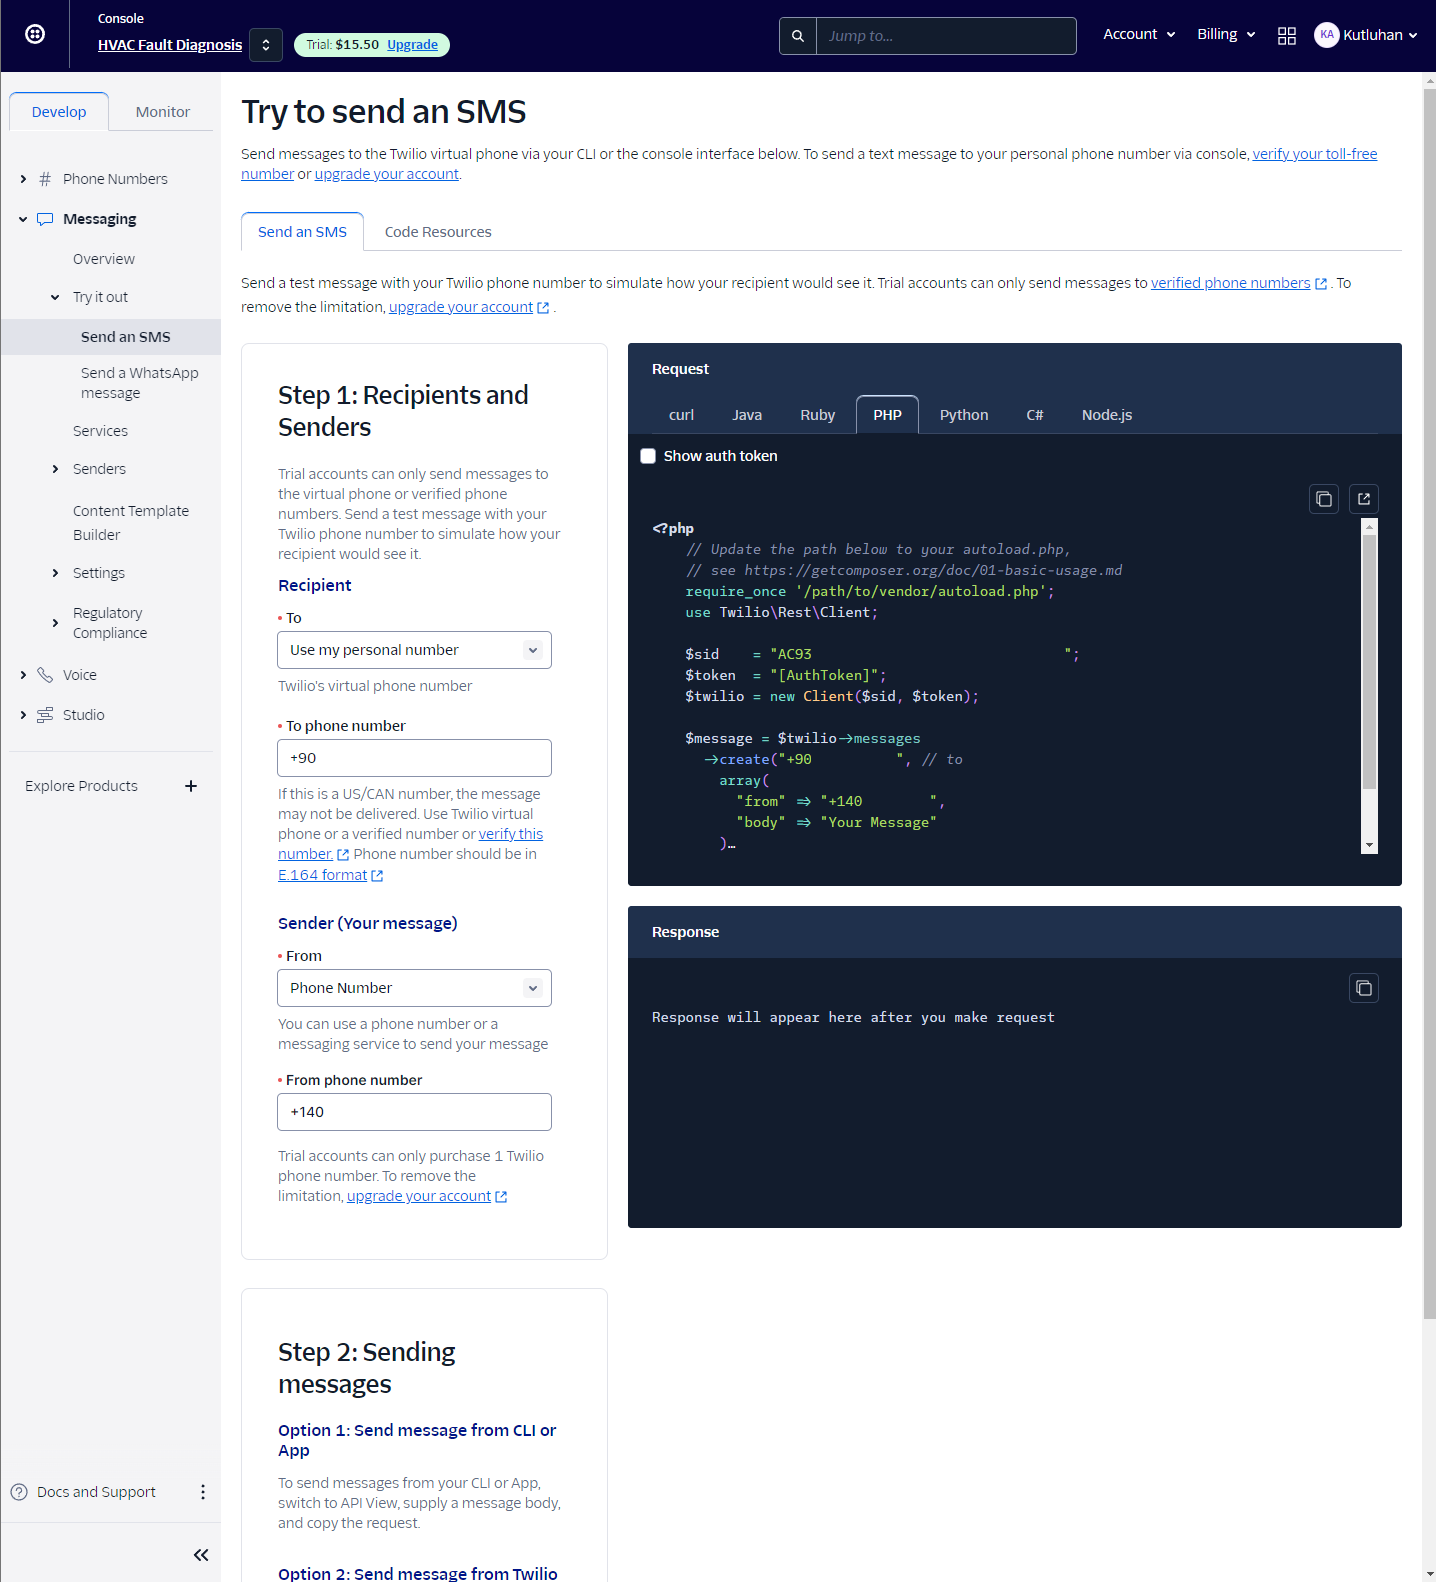 Console
HVAC Fault Diagnosis
Trial: $15.50 Upgrade
Jump to...
Account
Billing
KA
Kutluhan
Develop
Monitor
# Phone Numbers
Messaging
Overview
Try it out
Send an SMS
Send a WhatsApp
message
Services
Senders
Content Template
Builder
Settings
Regulatory
Compliance
Voice
Studio
Explore Products +
Docs and Support
Try to send an SMS
Send messages to the Twilio virtual phone via your CLI or the console interface below. To send a text message to your personal phone number via console, verify your toll-free
number or upgrade your account.
Send an SMS
Code Resources
Send a test message with your Twilio phone number to simulate how your recipient would see it. Trial accounts can only send messages to verified phone numbers . To
remove the limitation, upgrade your account .
Step 1: Recipients and
Senders
Trial accounts can only send messages to
the virtual phone or verified phone
numbers. Send a test message with your
Twilio phone number to simulate how your
recipient would see it.
Recipient
• To
Use my personal number
Twilio's virtual phone number
• To phone number
+90
If this is a US/CAN number, the message
may not be delivered. Use Twilio virtual
phone or a verified number or verify this
number. Phone number should be in
E.164 format
Sender (Your message)
• From
Phone Number
You can use a phone number or a
messaging service to send your message
• From phone number
+140
Trial accounts can only purchase 1 Twilio
phone number. To remove the
limitation, upgrade your account
Request
curl
Java
Ruby
PHP
Python
C#
Node.js
Show auth token
<?php
// Update the path below to your autoload.php,
// see https://getcomposer.org/doc/01-basic-usage.md
require_once '/path/to/vendor/autoload.php';
use Twilio\Rest\Client;
$sid = "AC93 ";
$token = "[AuthToken]";
$twilio = new Client($sid, $token);
$message = $twilio->messages
->create("+90 ", // to
array(
"from" => "+140 ",
"body" => "Your Message"
)…
Response
Response will appear here after you make request
Step 2: Sending
messages
Option 1: Send message from CLI or
App
To send messages from your CLI or App,
switch to API View, supply a message body,
and copy the request.
Option 2: Send message from Twilio